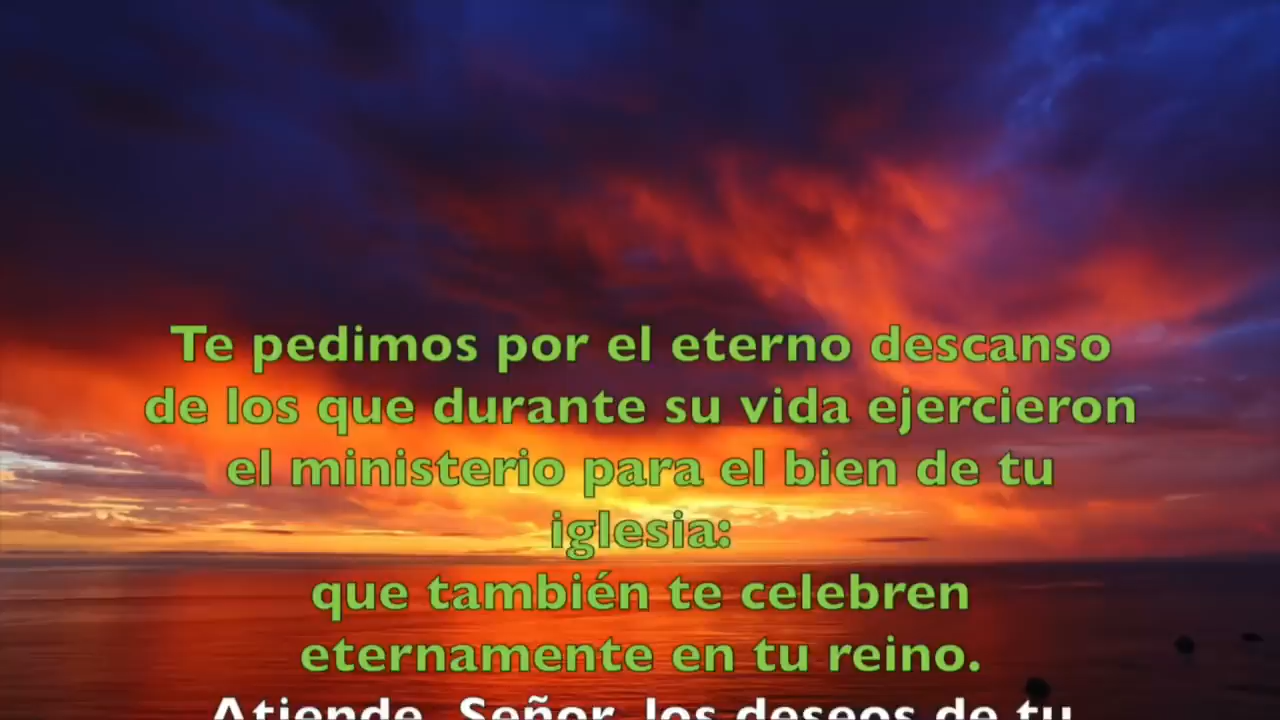 Te pedimos por el eterno descanso
de los que durante su vida ejercieron
el ministerio para el bien de tu
iglesia:
que también te celebren
eternamente en tu reino.
Atiende, Señor, los deseos de tu